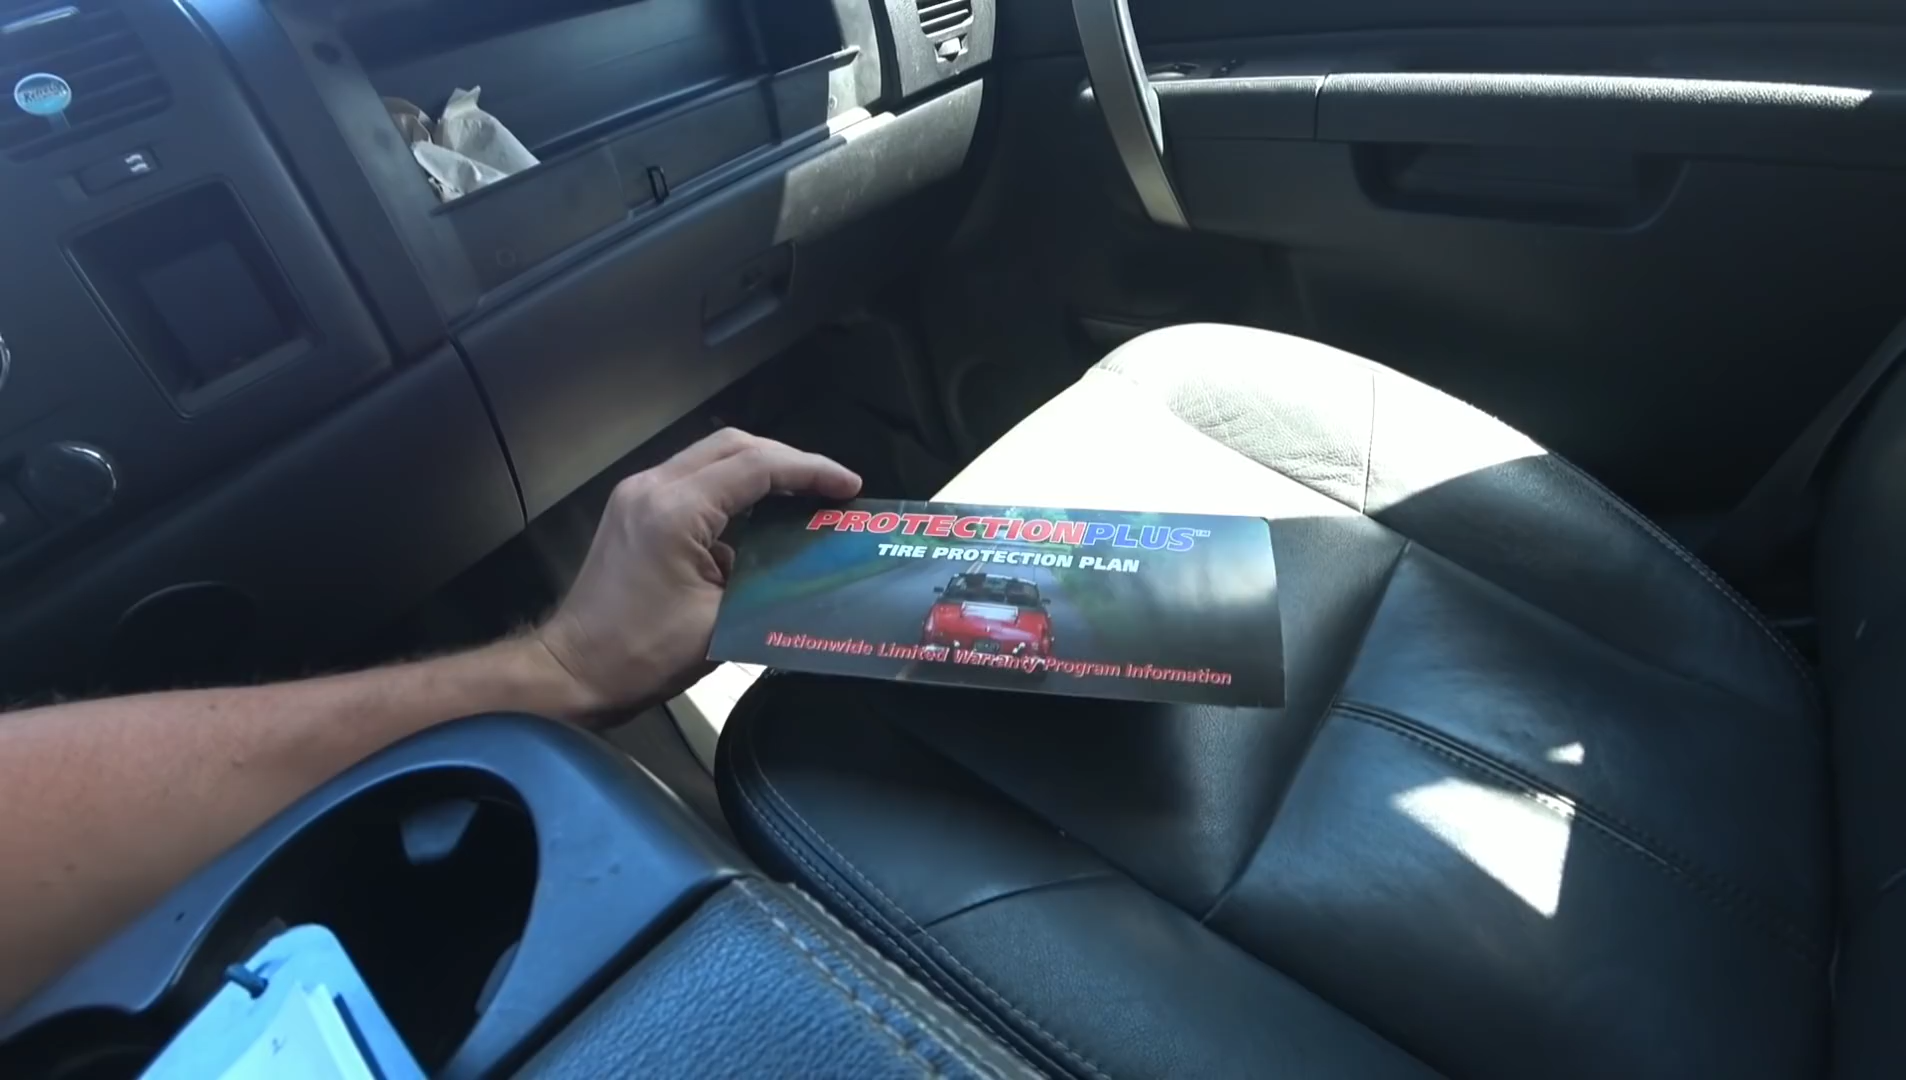 PROTECTIONPLUS™
TIRE PROTECTION PLAN
Nationwide Limited Warranty Program Information